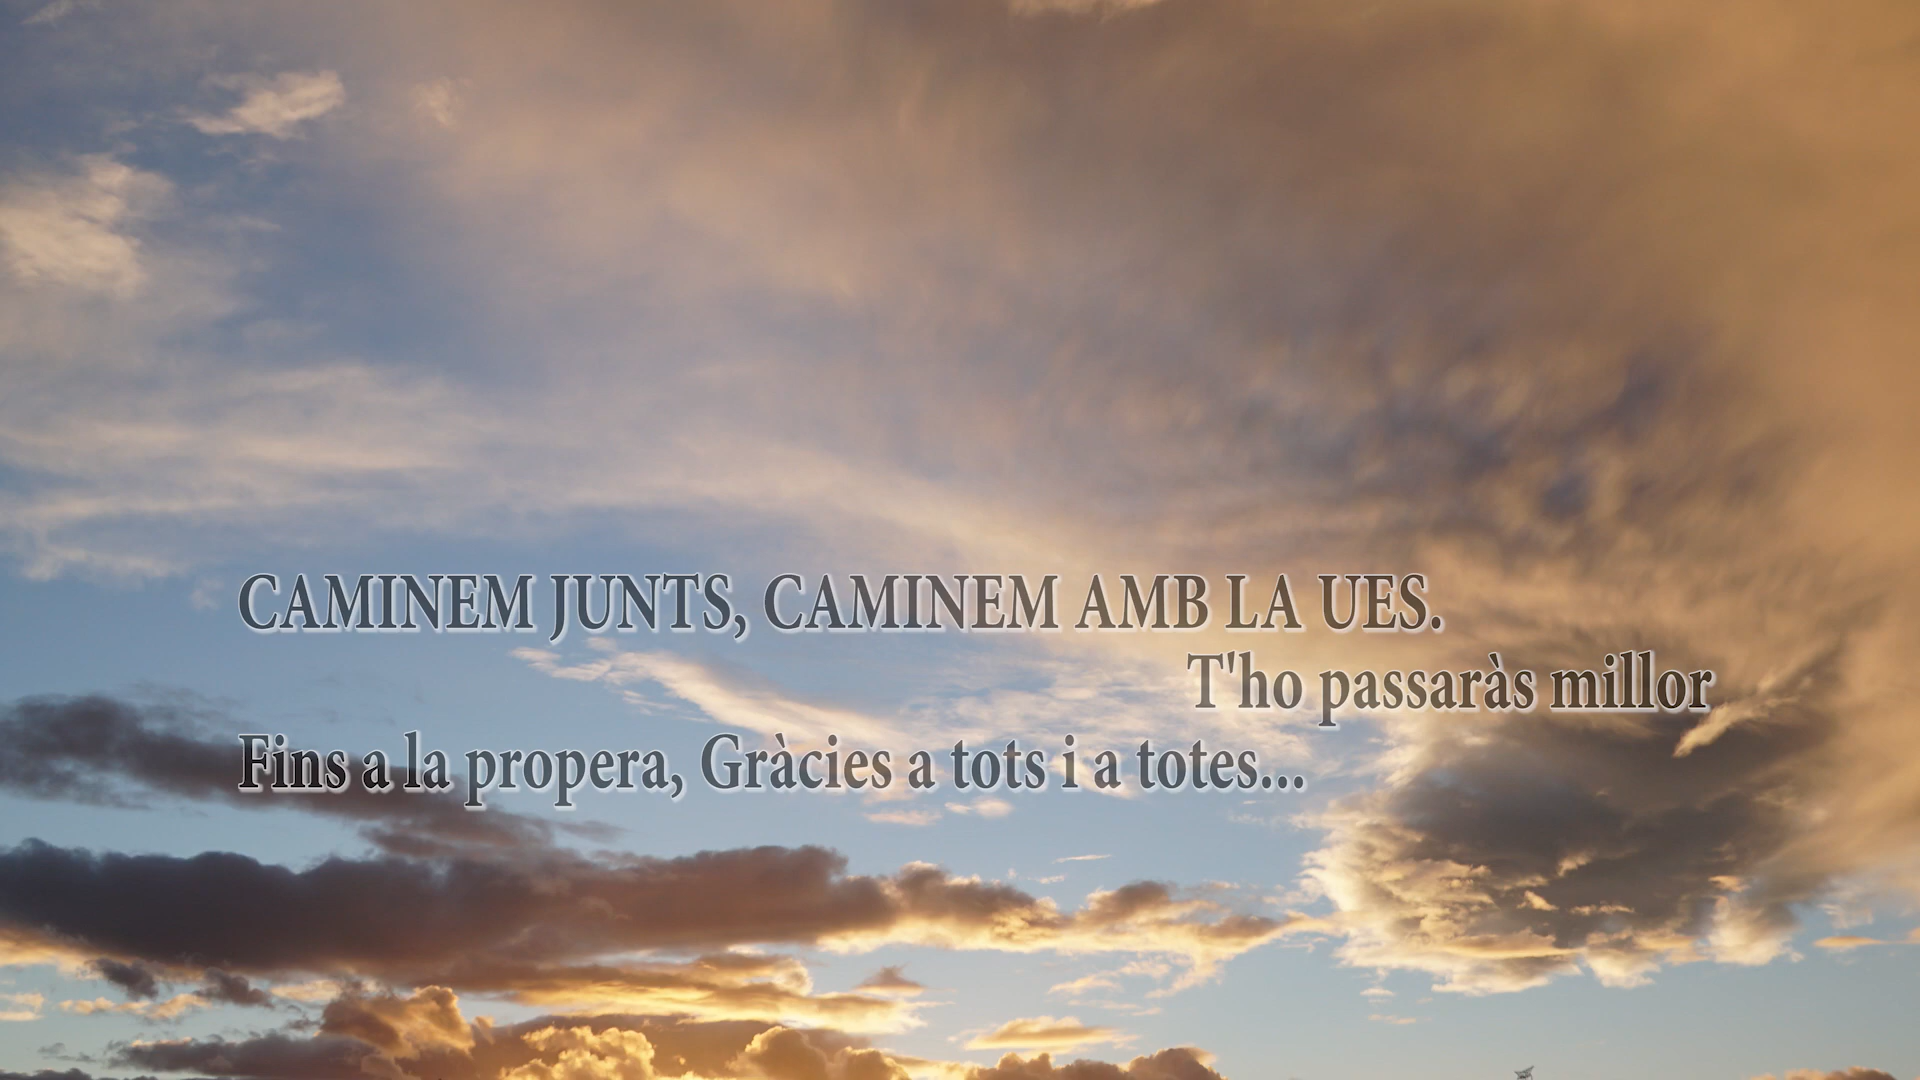 CAMINEM JUNTS, CAMINEM AMB LA UES.
T'ho passaràs millor
Fins a la propera, Gràcies a tots i a totes...